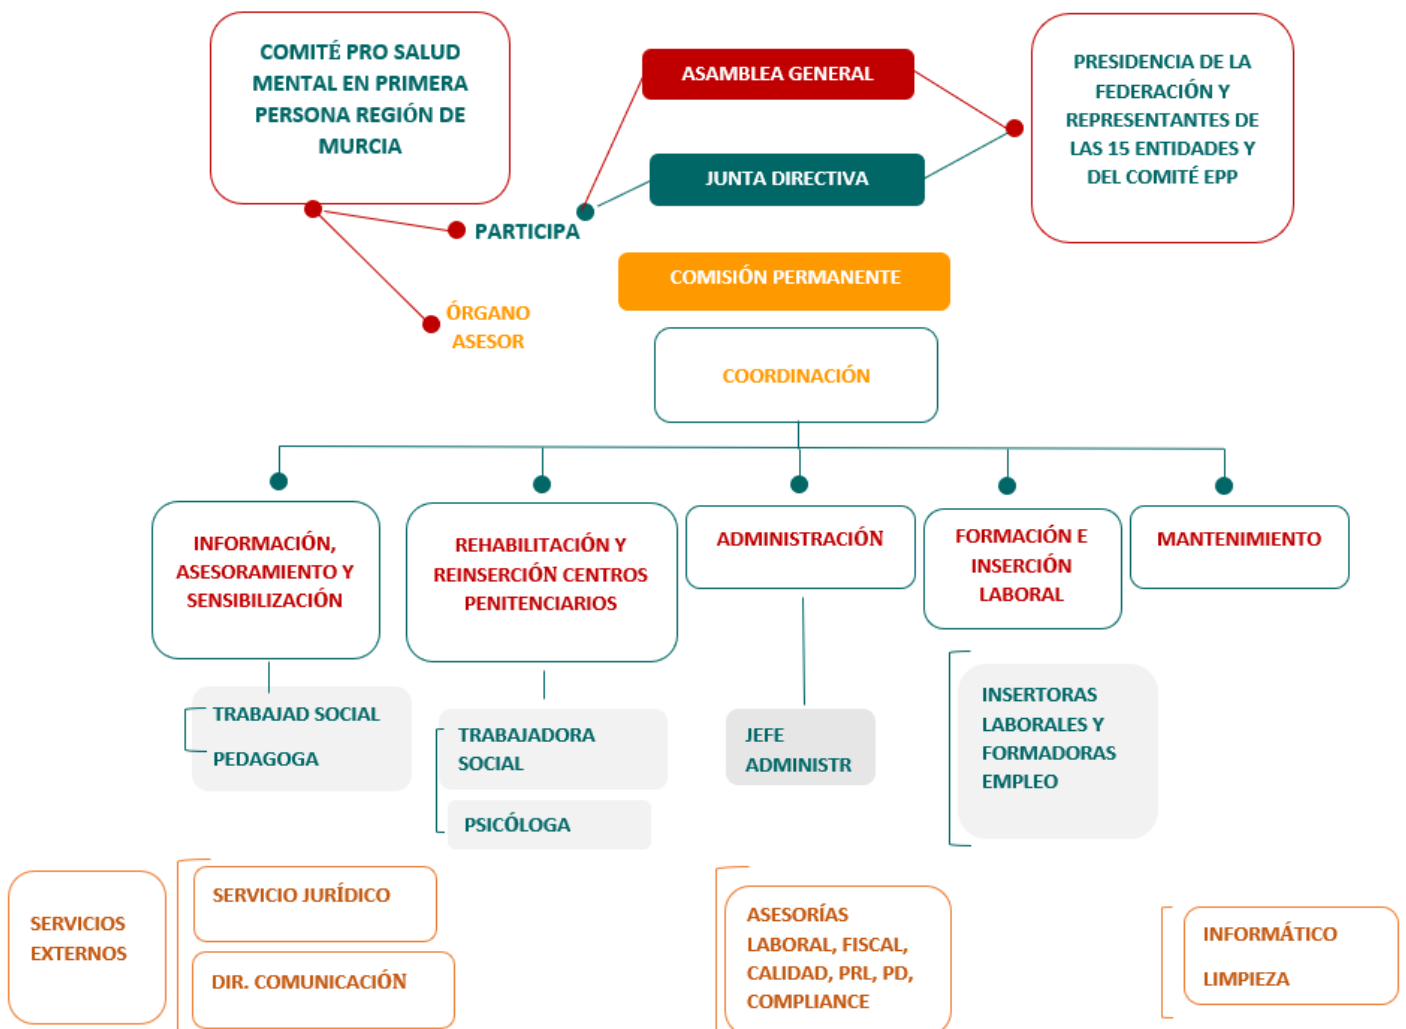 COMITÉ PRO SALUD
MENTAL EN PRIMERA
PERSONA REGIÓN DE
MURCIA
ASAMBLEA GENERAL
JUNTA DIRECTIVA
PRESIDENCIA DE LA
FEDERACIÓN Y
REPRESENTANTES DE
LAS 15 ENTIDADES Y
DEL COMITÉ EPP
PARTICIPA
ÓRGANO
ASESOR
COMISIÓN PERMANENTE
COORDINACIÓN
INFORMACIÓN,
ASESORAMIENTO Y
SENSIBILIZACIÓN
REHABILITACIÓN Y
REINSERCIÓN CENTROS
PENITENCIARIOS
ADMINISTRACIÓN
FORMACIÓN E
INSERCIÓN
LABORAL
MANTENIMIENTO
TRABAJAD SOCIAL
PEDAGOGA
TRABAJADORA
SOCIAL
PSICÓLOGA
JEFE
ADMINISTR
INSERTORAS
LABORALES Y
FORMADORAS
EMPLEO
SERVICIOS
EXTERNOS
SERVICIO JURÍDICO
DIR. COMUNICACIÓN
ASESORÍAS
LABORAL, FISCAL,
CALIDAD, PRL, PD,
COMPLIANCE
INFORMÁTICO
LIMPIEZA